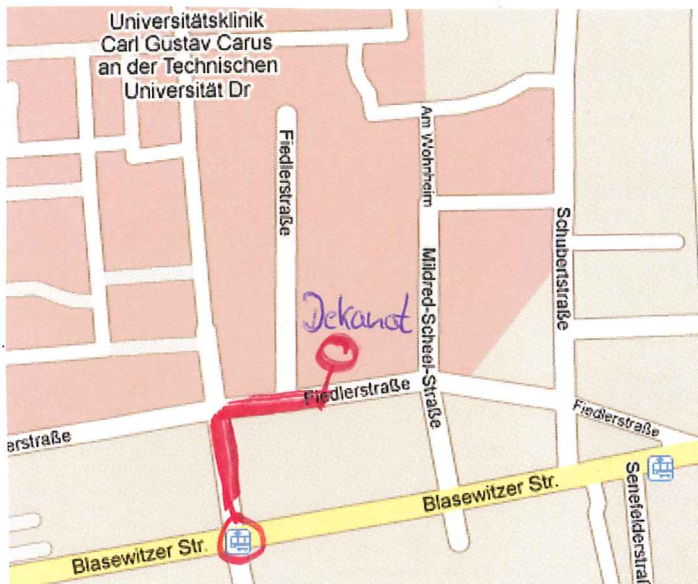 Universitätsklinik
Carl Gustav Carus
an der Technischen
Universität Dr
Fiedlerstraße
Am Wohnheim
Mildred-Scheel-Straße
Schubertstraße
Dekanat
Fiedlerstraße
Fiedlerstraße
erstraße
Blasewitzer Str.
Blasewitzer Str.
Senefelderstraß